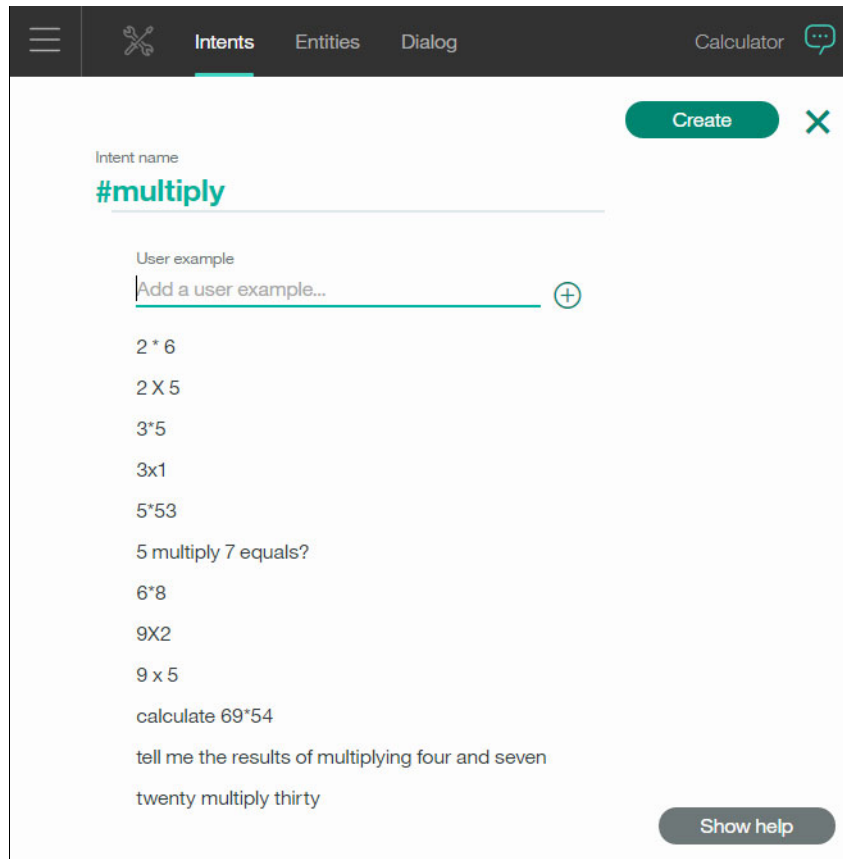 Intents Entities Dialog Calculator
Create
Intent name
#multiply
User example
Add a user example...
2 * 6
2 X 5
3*5
3x1
5*53
5 multiply 7 equals?
6*8
9X2
9 x 5
calculate 69*54
tell me the results of multiplying four and seven
twenty multiply thirty
Show help